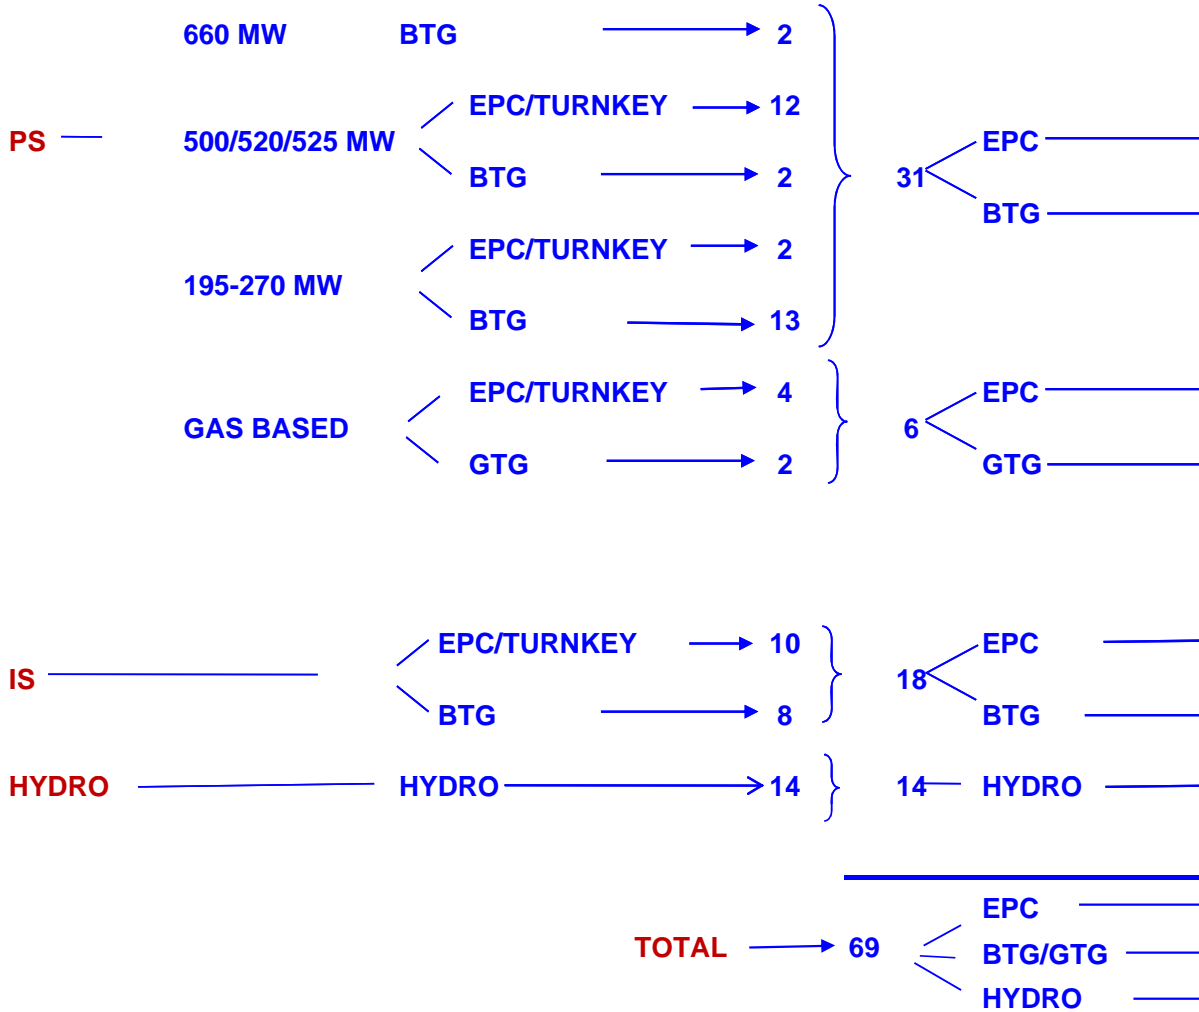 660 MW BTG 2
EPC/TURNKEY 12
PS 500/520/525 MW EPC
BTG 2 31
BTG
EPC/TURNKEY 2
195-270 MW
BTG 13
EPC/TURNKEY 4 EPC
GAS BASED 6
GTG 2 GTG
EPC/TURNKEY 10 EPC
IS 18
BTG 8 BTG
HYDRO HYDRO 14 14 HYDRO
EPC
TOTAL 69 BTG/GTG
HYDRO